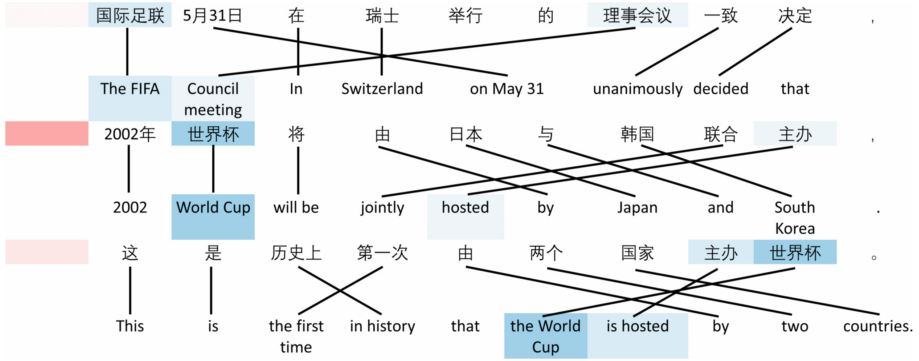 国际足联 5月31日 在 瑞士 举行 的 理事会议 一致 决定 ,
The FIFA Council meeting In Switzerland on May 31 unanimously decided that
2002年 世界杯 将 由 日本 与 韩国 联合 主办 ,
2002 World Cup will be jointly hosted by Japan and South Korea .
这 是 历史上 第一次 由 两个 国家 主办 世界杯 。
This is the first time in history that the World Cup is hosted by two countries.